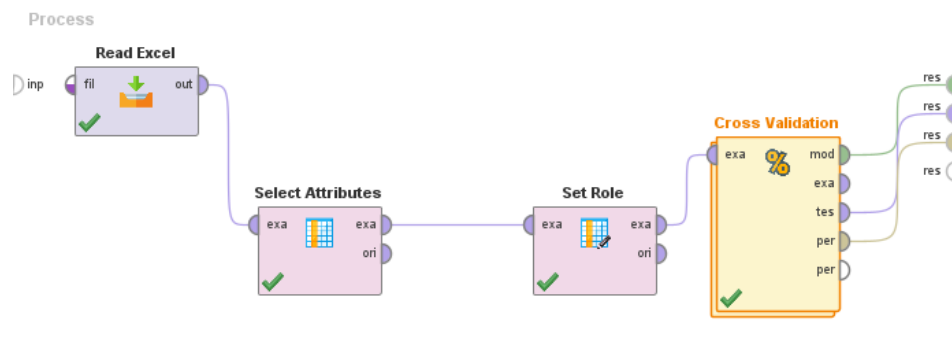 Process
Read Excel
inp
fil
out
res
res
res
res
Cross Validation
exa
mod
exa
tes
per
per
Select Attributes
exa
exa
ori
Set Role
exa
exa
ori
%